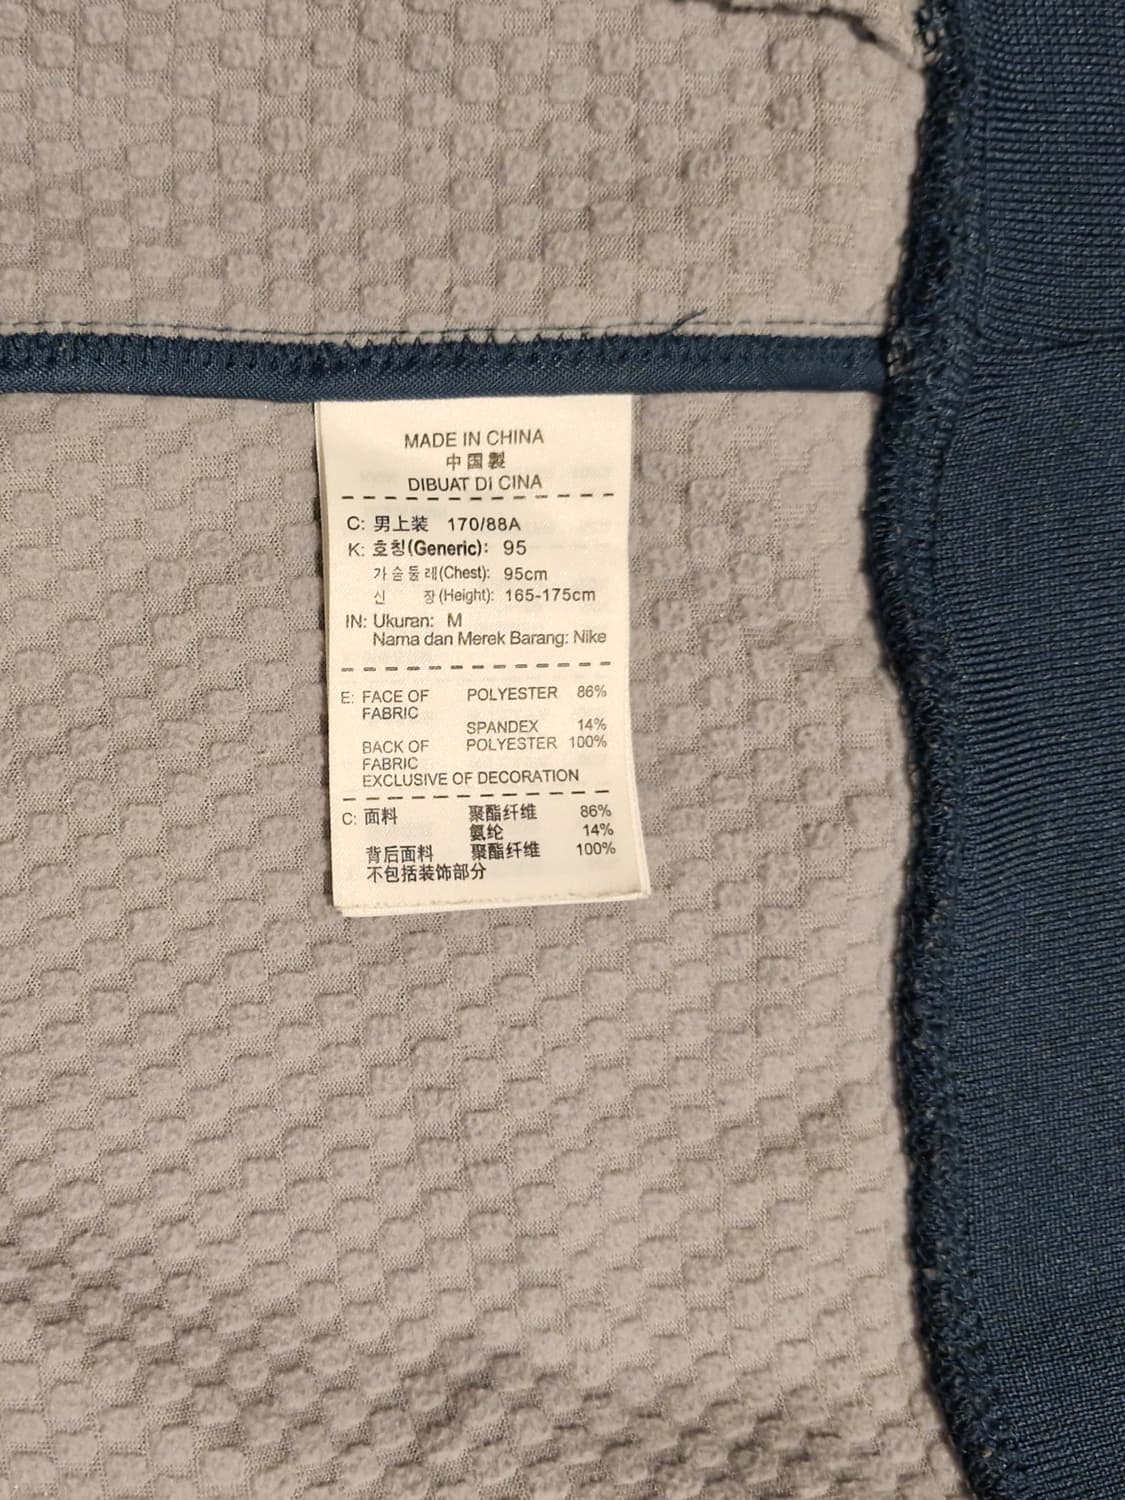 MADE IN CHINA
中国製
DIBUAT DI CINA
C: 男上装 170/88A
K: 호칭(Generic): 95
가슴둘레(Chest): 95cm
신 장(Height): 165-175cm
IN: Ukuran: M
Nama dan Merek Barang: Nike
E: FACE OF FABRIC POLYESTER 86%
SPANDEX 14%
BACK OF FABRIC POLYESTER 100%
EXCLUSIVE OF DECORATION
C: 面料 聚酯纤维 86%
氨纶 14%
背后面料 聚酯纤维 100%
不包括装饰部分